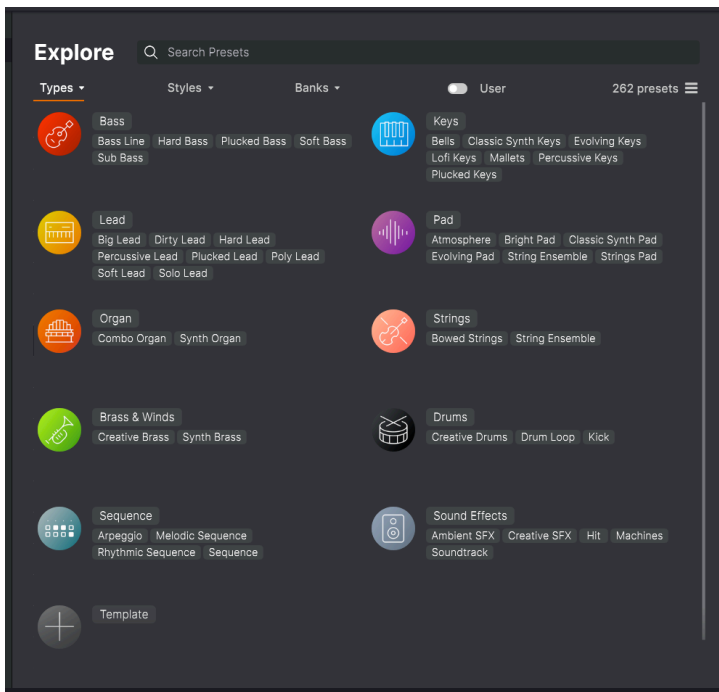 Explore
Search Presets
Types
Styles
Banks
User
262 presets
Bass
Bass Line Hard Bass Plucked Bass Soft Bass
Sub Bass
Keys
Bells Classic Synth Keys Evolving Keys
Lofi Keys Mallets Percussive Keys
Plucked Keys
Lead
Big Lead Dirty Lead Hard Lead
Percussive Lead Plucked Lead Poly Lead
Soft Lead Solo Lead
Pad
Atmosphere Bright Pad Classic Synth Pad
Evolving Pad String Ensemble Strings Pad
Organ
Combo Organ Synth Organ
Strings
Bowed Strings String Ensemble
Brass & Winds
Creative Brass Synth Brass
Drums
Creative Drums Drum Loop Kick
Sequence
Arpeggio Melodic Sequence
Rhythmic Sequence Sequence
Sound Effects
Ambient SFX Creative SFX Hit Machines
Soundtrack
Template